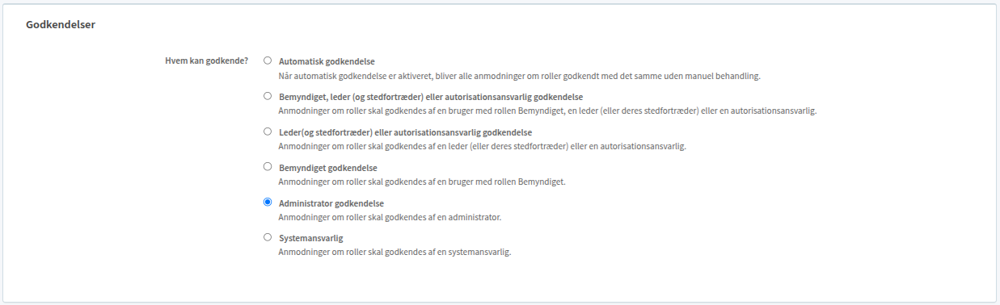 Godkendelser
Hvem kan godkende?
Automatisk godkendelse
Når automatisk godkendelse er aktiveret, bliver alle anmodninger om roller godkendt med det samme uden manuel behandling.
Bemyndiget, leder (og stedfortræder) eller autorisationsansvarlig godkendelse
Anmodninger om roller skal godkendes af en bruger med rollen Bemyndiget, en leder (eller deres stedfortræder) eller en autorisationsansvarlig.
Leder(og stedfortræder) eller autorisationsansvarlig godkendelse
Anmodninger om roller skal godkendes af en leder (eller deres stedfortræder) eller en autorisationsansvarlig.
Bemyndiget godkendelse
Anmodninger om roller skal godkendes af en bruger med rollen Bemyndiget.
Administrator godkendelse
Anmodninger om roller skal godkendes af en administrator.
Systemansvarlig
Anmodninger om roller skal godkendes af en systemansvarlig.